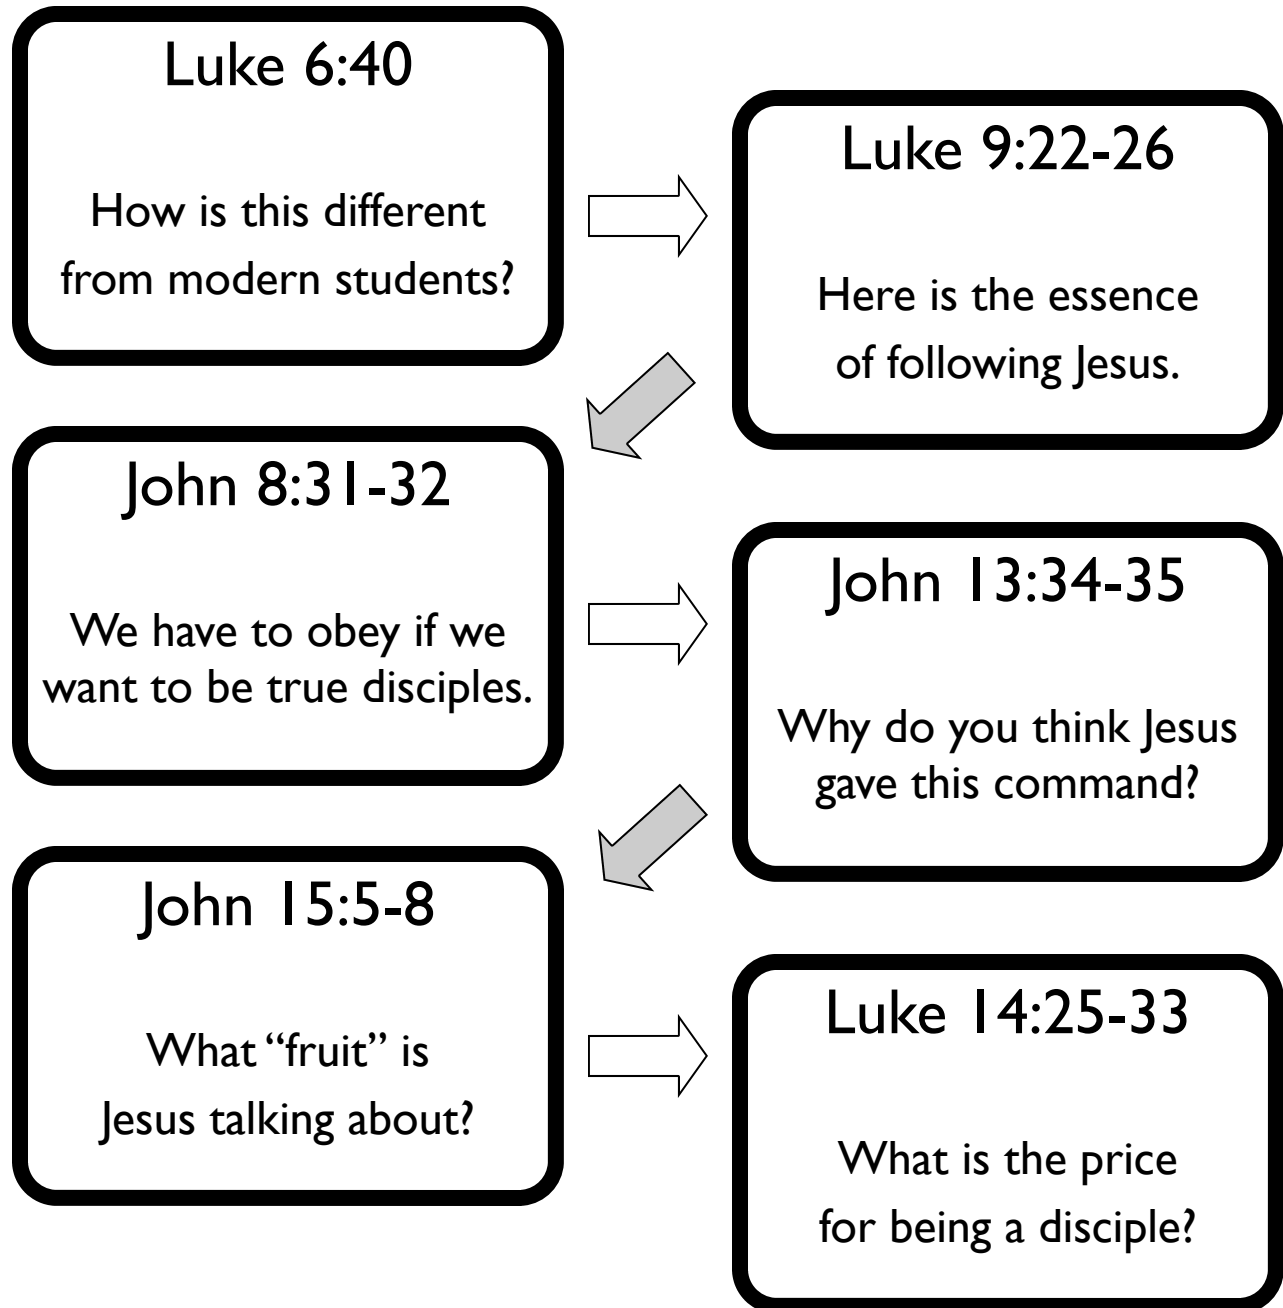 Luke 6:40
How is this different
from modern students?
Luke 9:22-26
Here is the essence
of following Jesus.
John 8:31-32
We have to obey if we
want to be true disciples.
John 13:34-35
Why do you think Jesus
gave this command?
John 15:5-8
What “fruit” is
Jesus talking about?
Luke 14:25-33
What is the price
for being a disciple?